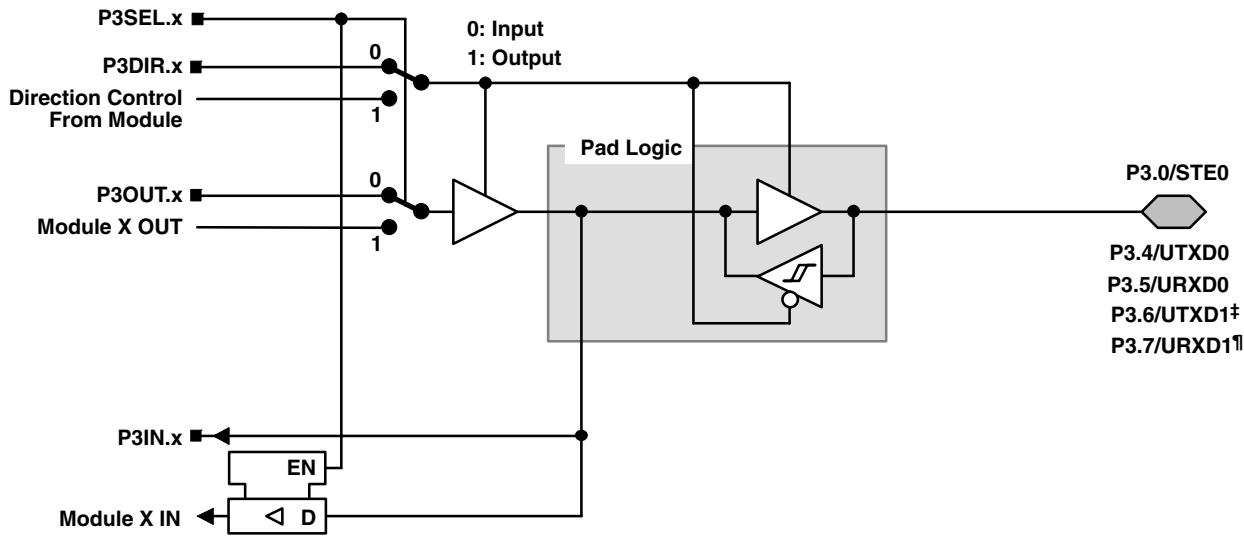 P3SEL.x
0: Input
1: Output
0
P3DIR.x
Direction Control
From Module
1
Pad Logic
P3.0/STE0
0
P3OUT.x
Module X OUT
1
P3.4/UTXD0
P3.5/URXD0
P3.6/UTXD1‡
P3.7/URXD1¶
P3IN.x
EN
Module X IN
D